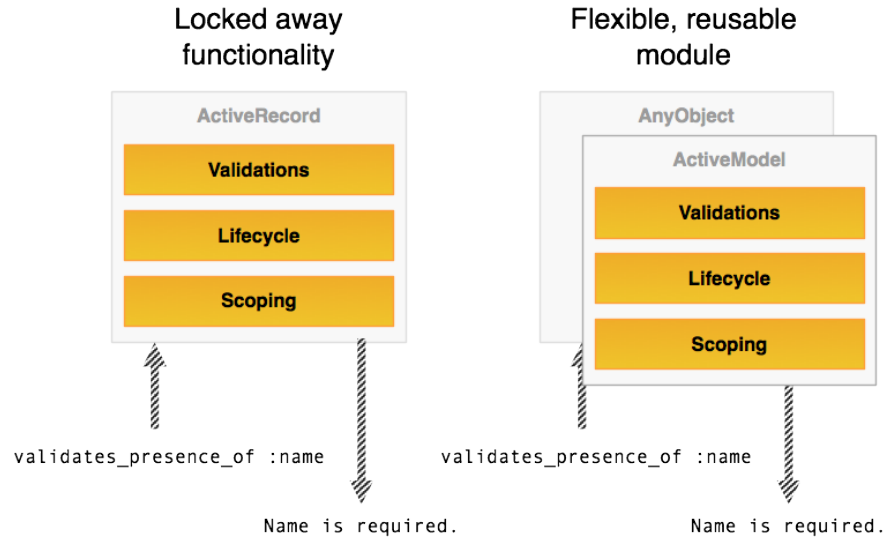 Locked away
functionality
ActiveRecord
Validations
Lifecycle
Scoping
validates_presence_of :name
Name is required.
Flexible, reusable
module
AnyObject
ActiveModel
Validations
Lifecycle
Scoping
validates_presence_of :name
Name is required.